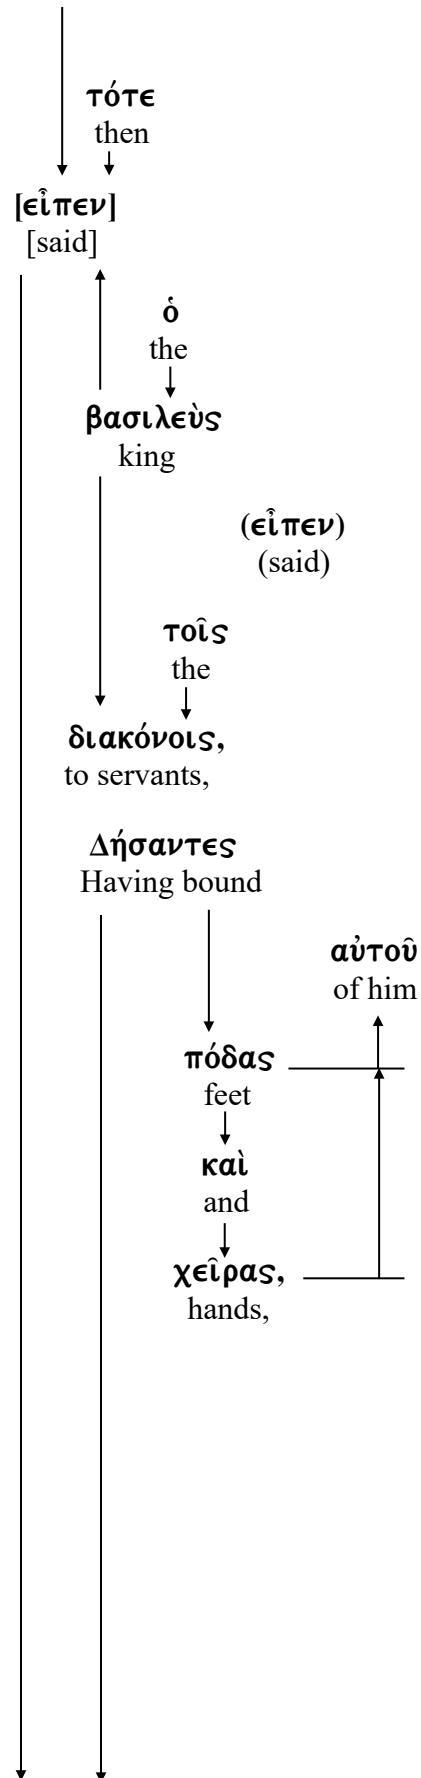 τότε
then
[εἶπεν]
[said]
ὁ
the
βασιλεὺς
king
(εἶπεν)
(said)
τοῖς
the
διακόνοις,
to servants,
Δήσαντες
Having bound
αὐτοῦ
of him
πόδας
feet
καὶ
and
χεῖρας,
hands,